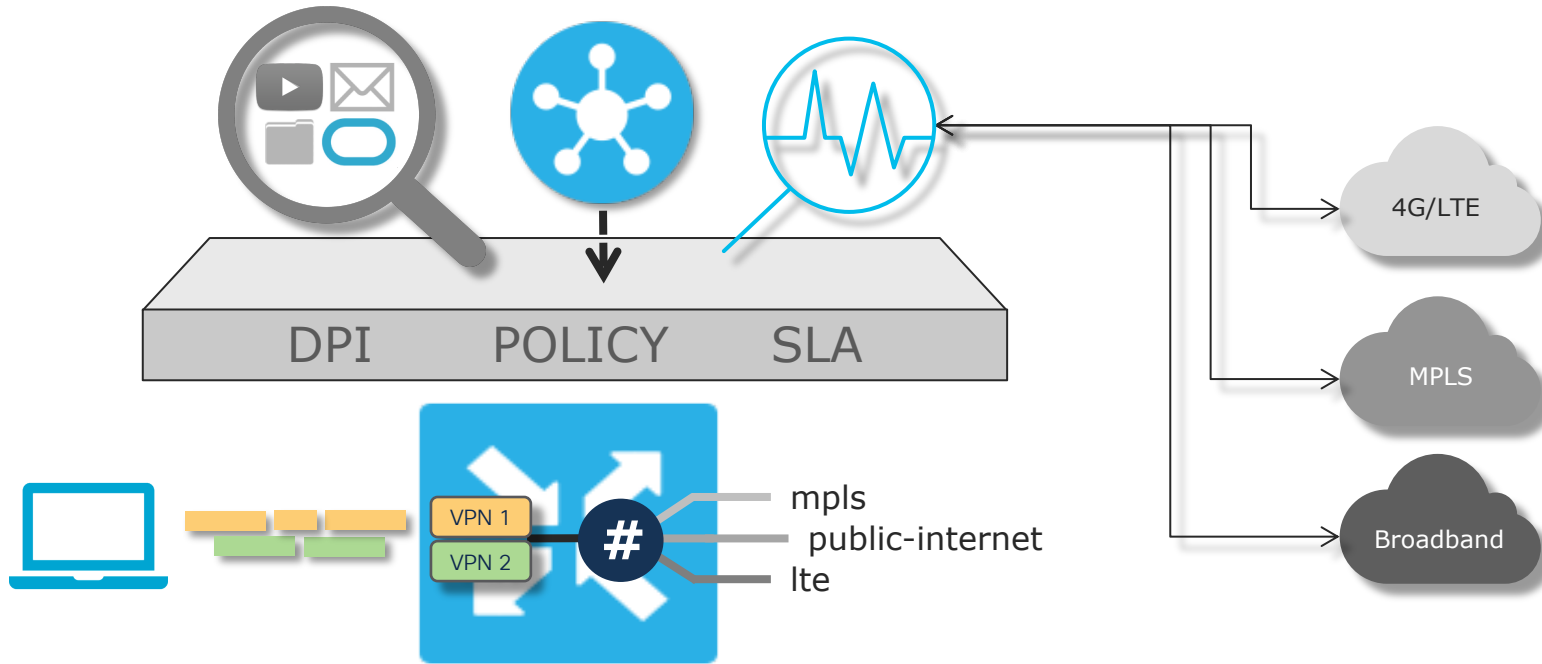 4G/LTE
DPI POLICY SLA
MPLS
VPN 1
VPN 2
#
mpls
public-internet
lte
Broadband